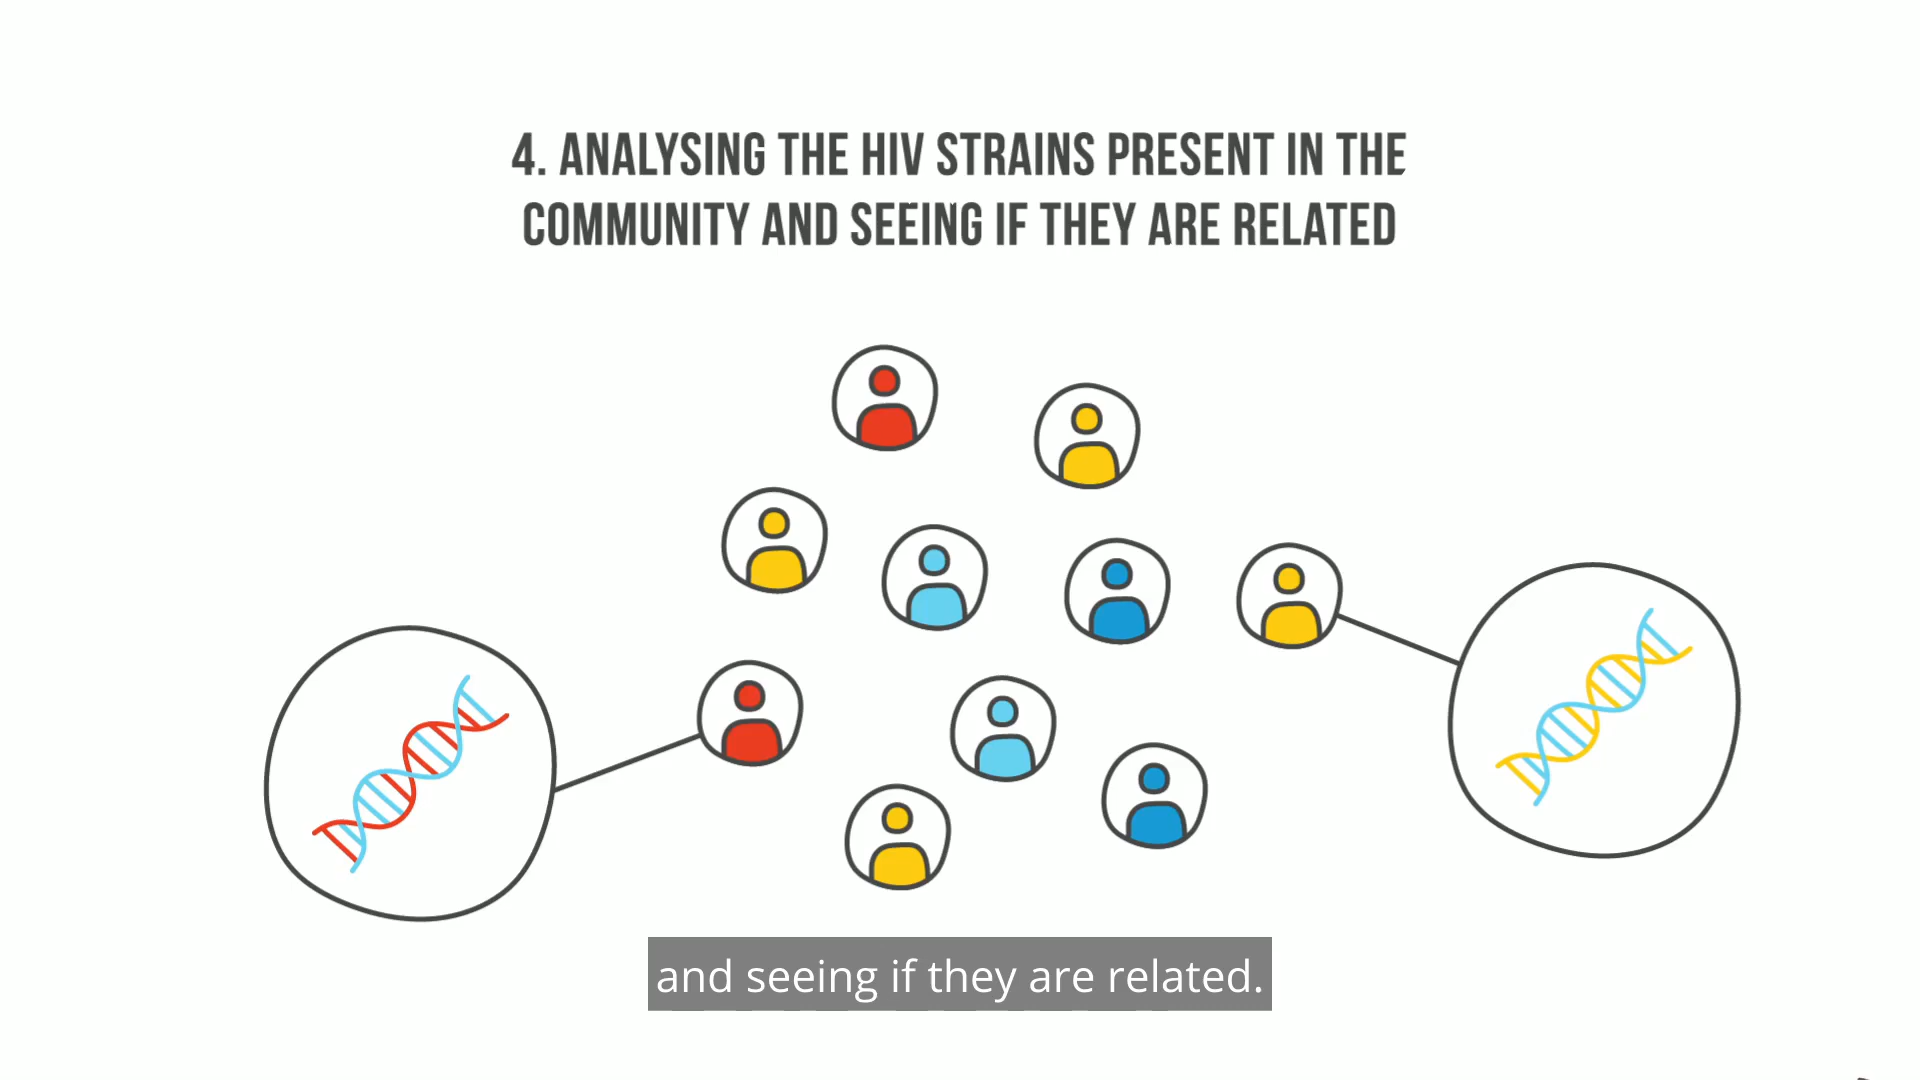 4. ANALYSING THE HIV STRAINS PRESENT IN THE
COMMUNITY AND SEEING IF THEY ARE RELATED
and seeing if they are related.